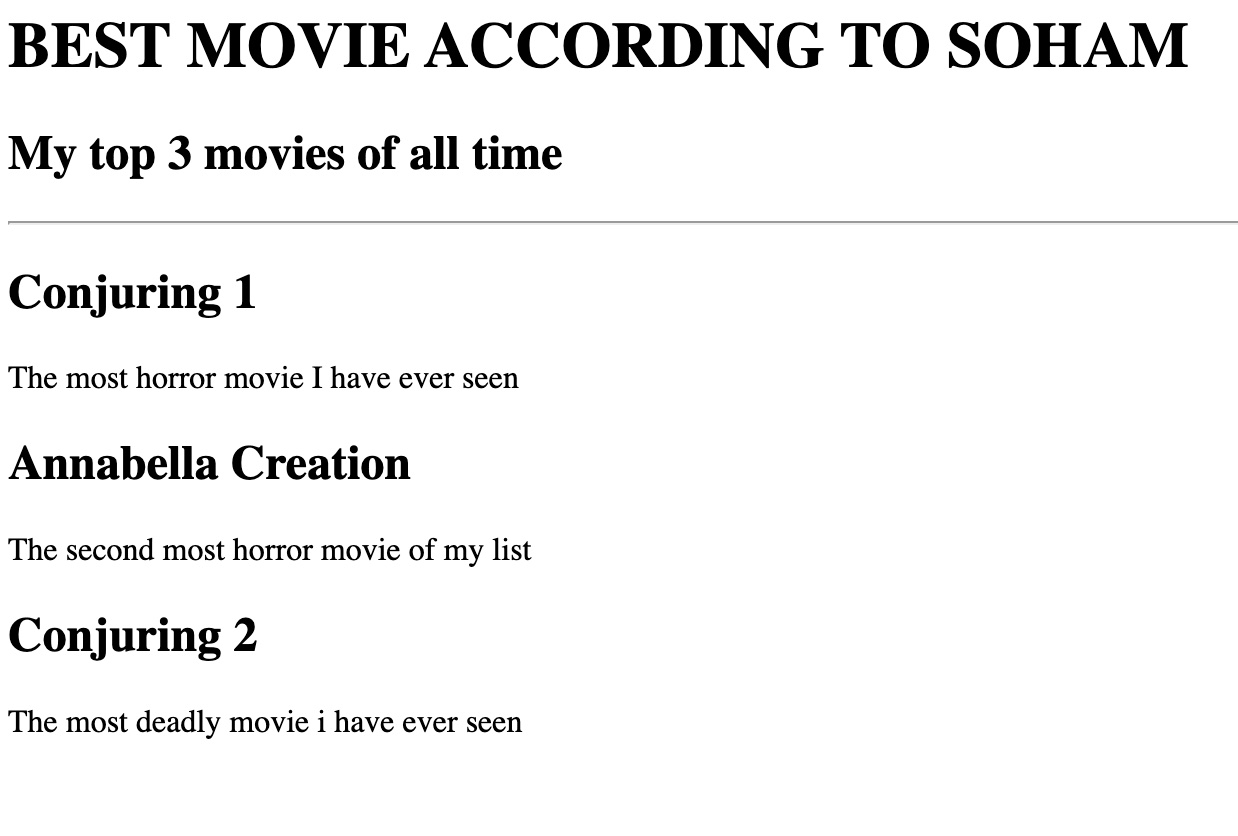 BEST MOVIE ACCORDING TO SOHAM
My top 3 movies of all time
Conjuring 1
The most horror movie I have ever seen
Annabella Creation
The second most horror movie of my list
Conjuring 2
The most deadly movie i have ever seen